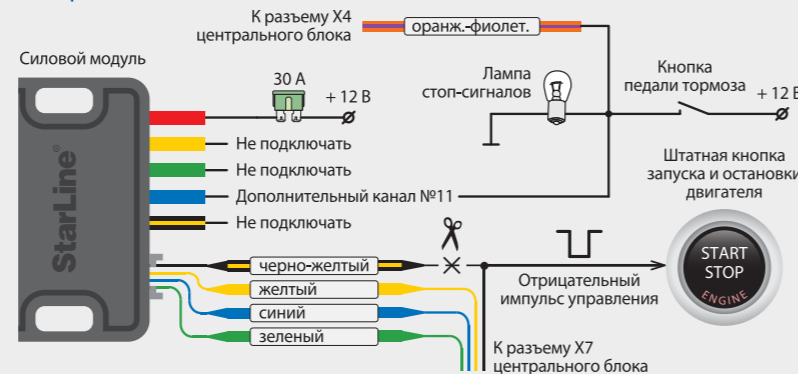 К разъему X4
центрального блока
оранж.-фиолет.
Силовой модуль
30 А
+ 12 В
Лампа
стоп-сигналов
Кнопка
педали тормоза
+ 12 В
Не подключать
Не подключать
Дополнительный канал №11
Не подключать
Штатная кнопка
запуска и остановки
двигателя
StarLine®
черно-желтый
желтый
синий
зеленый
Отрицательный
импульс управления
START
STOP
ENGINE
К разъему X7
центрального блока